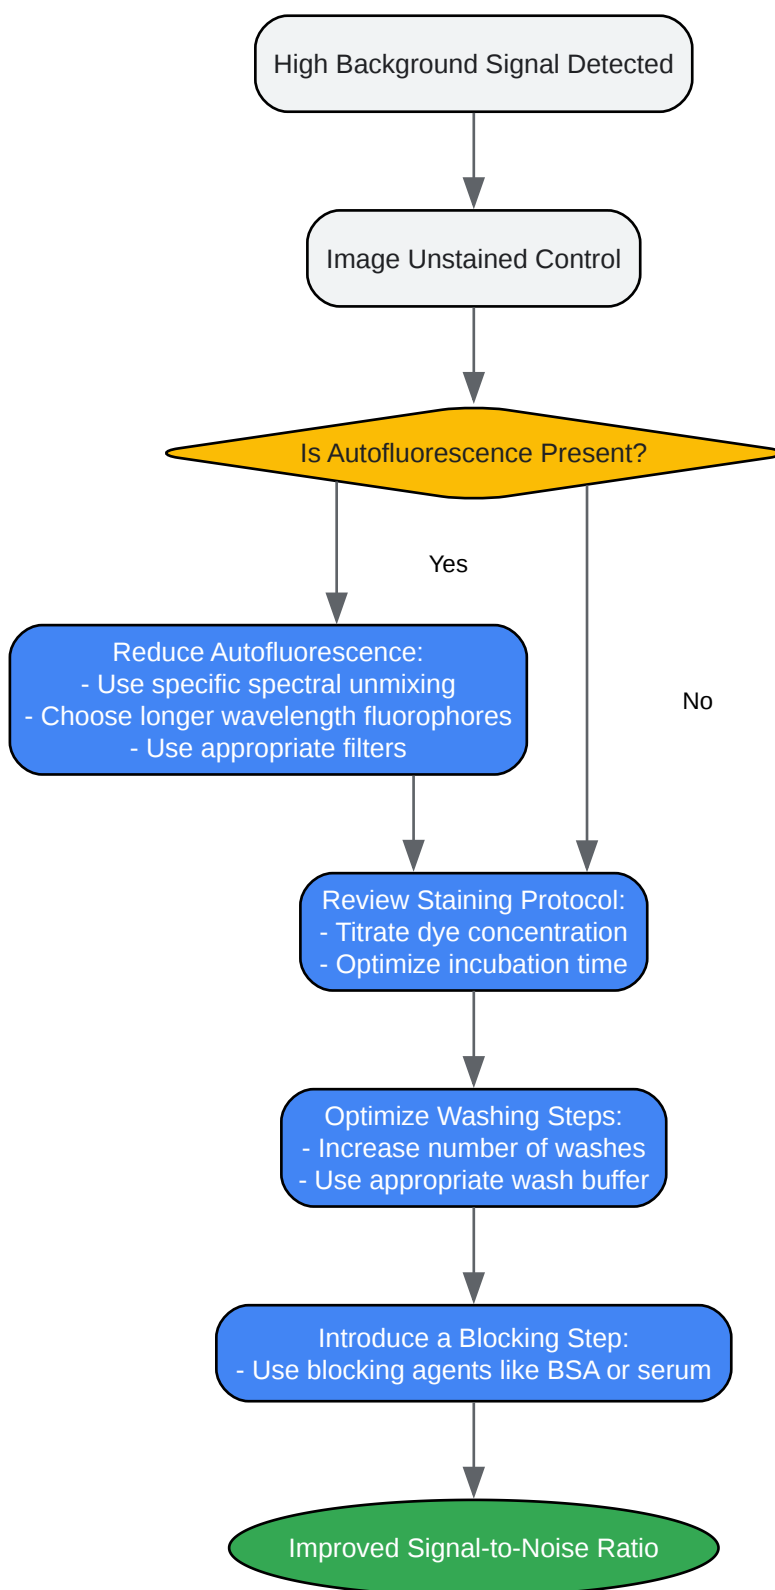 High Background Signal Detected
Image Unstained Control
Is Autofluorescence Present?
Yes
Reduce Autofluorescence:
- Use specific spectral unmixing
- Choose longer wavelength fluorophores
- Use appropriate filters
No
Review Staining Protocol:
- Titrate dye concentration
- Optimize incubation time
Optimize Washing Steps:
- Increase number of washes
- Use appropriate wash buffer
Introduce a Blocking Step:
- Use blocking agents like BSA or serum
Improved Signal-to-Noise Ratio